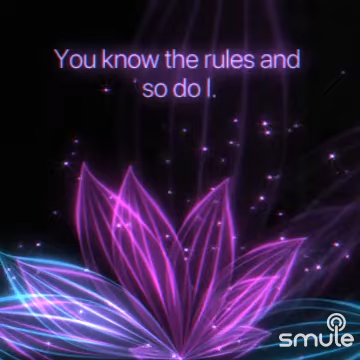 You know the rules and
so do I.
smule